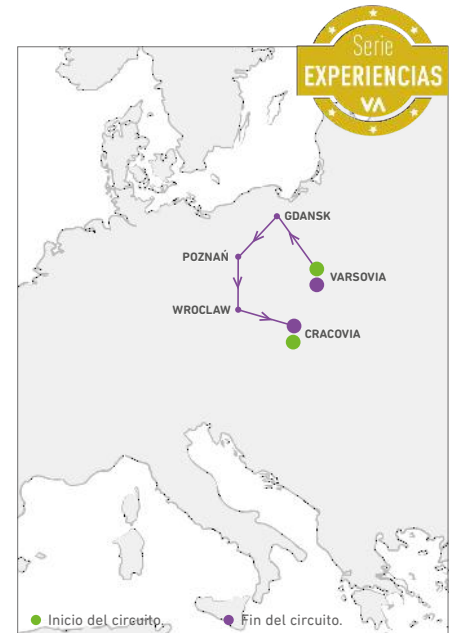 Serie
EXPERIENCIAS
VA
GDANSK
POZNAŃ
VARSOVIA
WROCLAW
CRACOVIA
Inicio del circuito.
Fin del circuito.